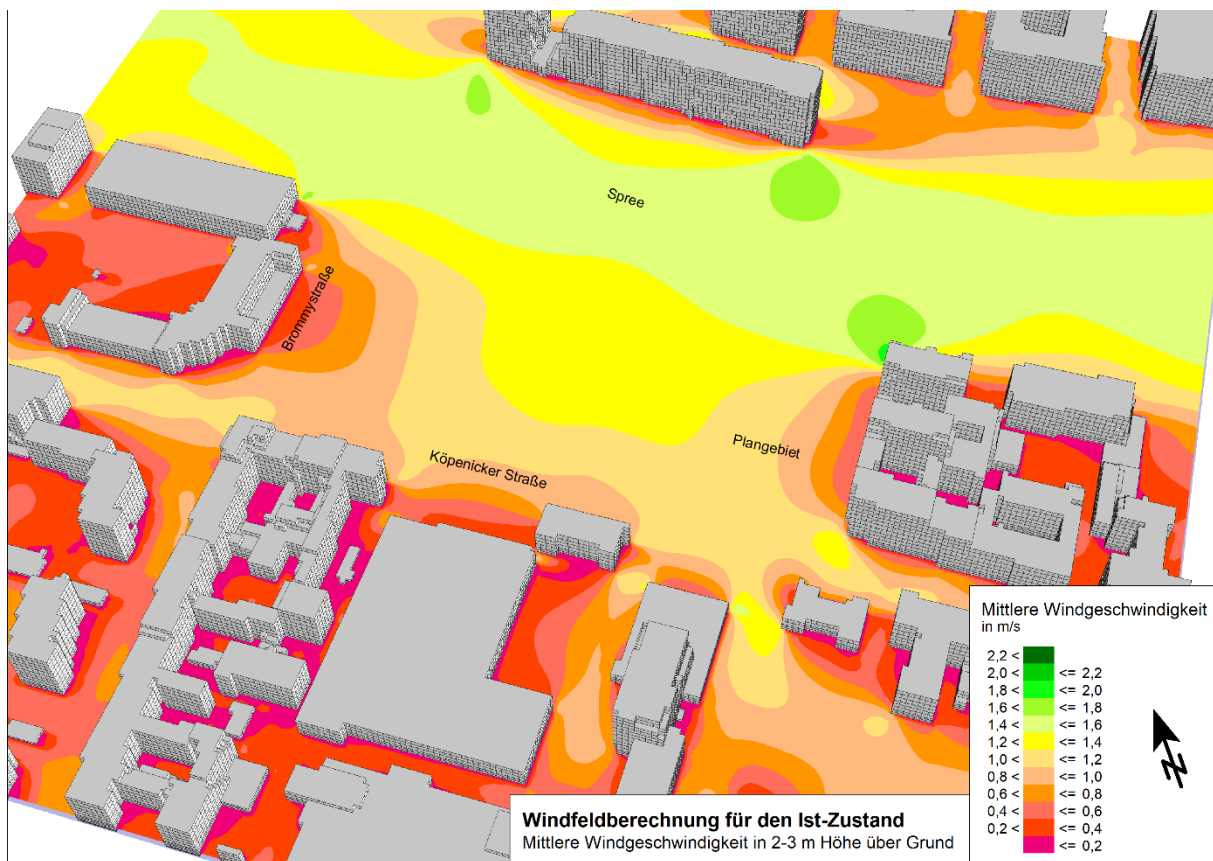 Spree
Brommystraße
Plangebiet
Köpenicker Straße
Mittlere Windgeschwindigkeit
in m/s
2,2 <
2,0 < <= 2,2
1,8 < <= 2,0
1,6 < <= 1,8
1,4 < <= 1,6
1,2 < <= 1,4
1,0 < <= 1,2
0,8 < <= 1,0
0,6 < <= 0,8
0,4 < <= 0,6
0,2 < <= 0,4
<= 0,2
N
Windfeldberechnung für den Ist-Zustand
Mittlere Windgeschwindigkeit in 2-3 m Höhe über Grund